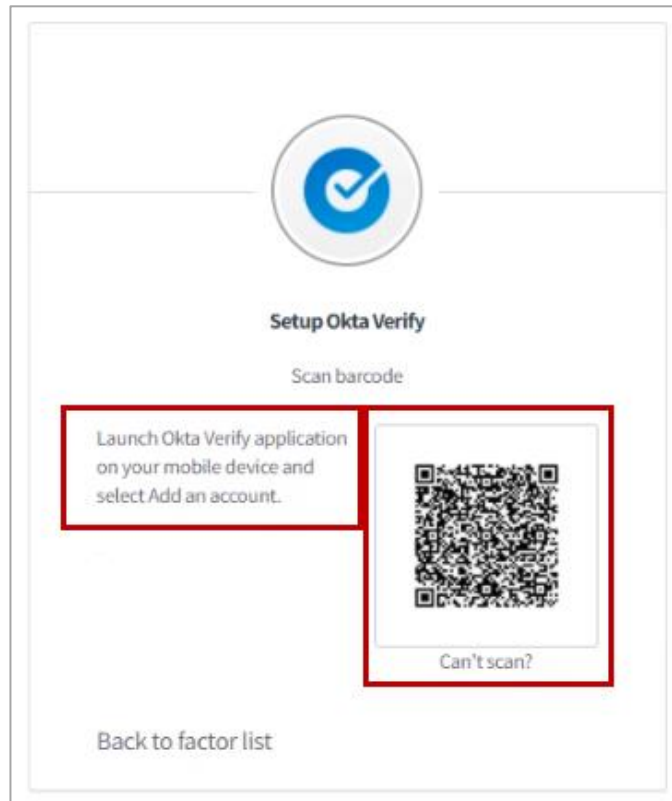 Setup Okta Verify
Scan barcode
Launch Okta Verify application
on your mobile device and
select Add an account.
Can't scan?
Back to factor list